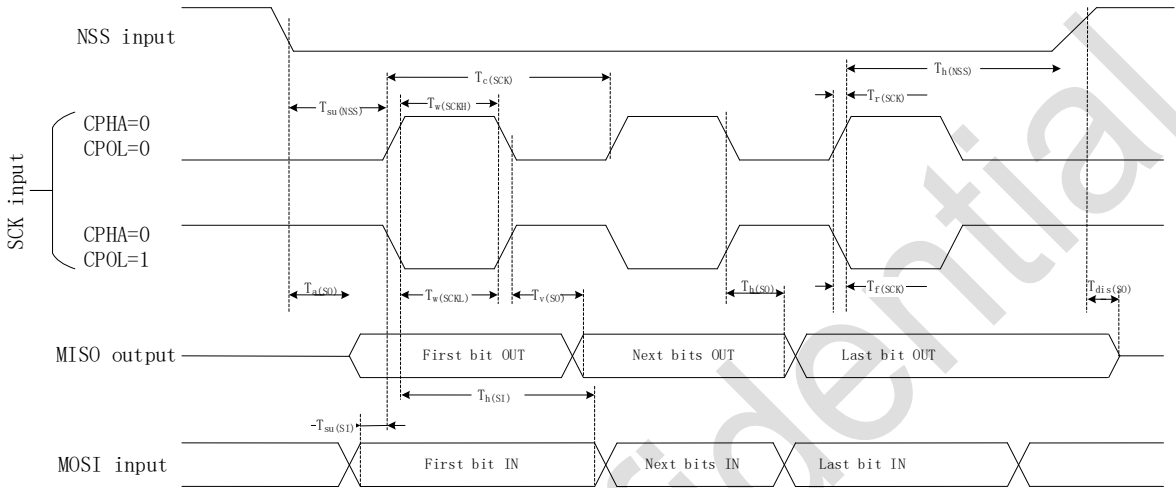 NSS input
Tc(SCK)
Th(NSS)
Tsu(NSS)
Tw(SCKH)
Tr(SCK)
SCK input
CPHA=0
CPOL=0
CPHA=0
CPOL=1
Ta(SO)
Tw(SCKL)
Tv(SO)
Th(SO)
Tf(SCK)
Tdis(SO)
MISO output
First bit OUT
Next bits OUT
Last bit OUT
Th(SI)
Tsu(SI)
MOSI input
First bit IN
Next bits IN
Last bit IN
fidential